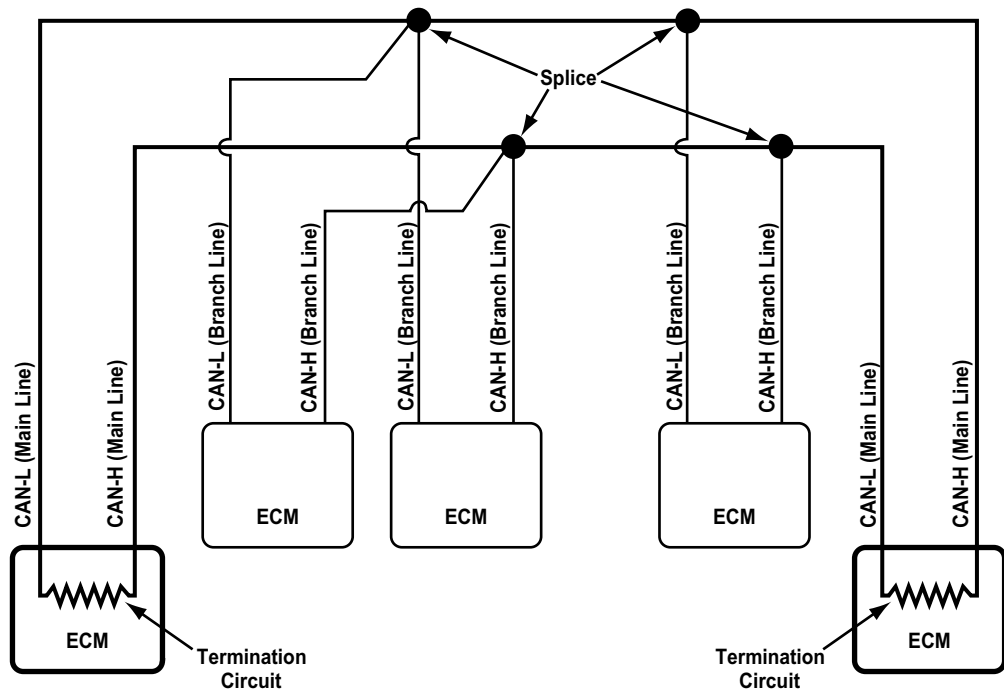 Splice
CAN-L (Main Line)
CAN-H (Main Line)
CAN-L (Branch Line)
CAN-H (Branch Line)
CAN-L (Branch Line)
CAN-H (Branch Line)
CAN-L (Branch Line)
CAN-H (Branch Line)
CAN-L (Main Line)
CAN-H (Main Line)
ECM
ECM
ECM
ECM
Termination
Circuit
Termination
Circuit
ECM